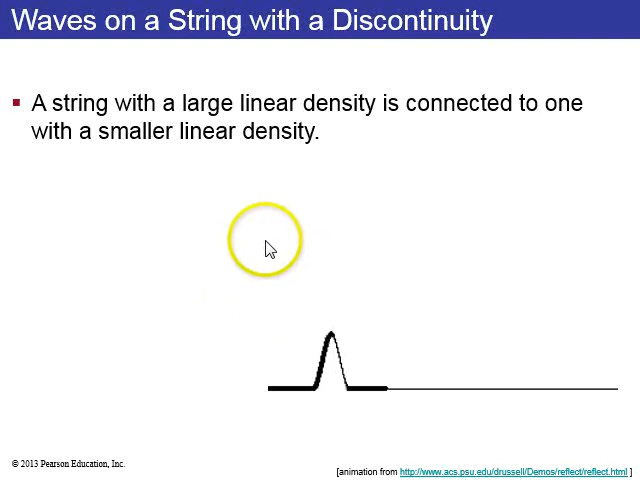 Waves on a String with a Discontinuity
A string with a large linear density is connected to one
with a smaller linear density.
© 2013 Pearson Education, Inc.
[animation from http://www.acs.psu.edu/drussell/Demos/reflect/reflect.html ]